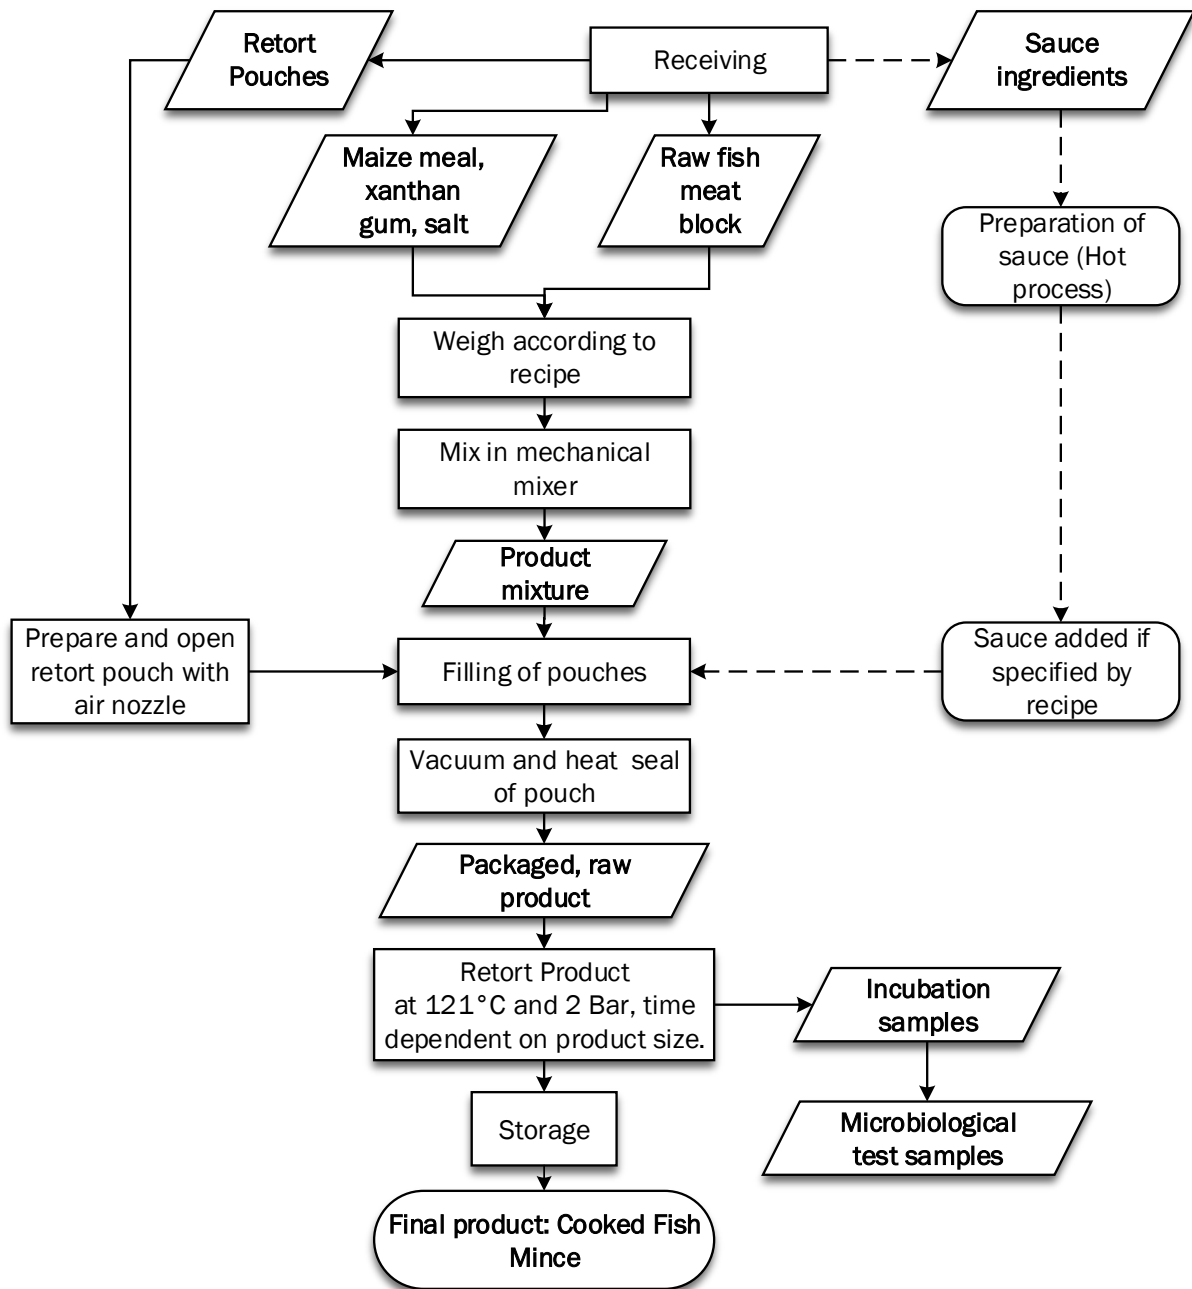 Retort
Pouches
Receiving
Sauce
ingredients
Maize meal,
xanthan
gum, salt
Raw fish
meat
block
Preparation of
sauce (Hot
process)
Weigh according to
recipe
Mix in mechanical
mixer
Product
mixture
Prepare and open
retort pouch with
air nozzle
Filling of pouches
Sauce added if
specified by
recipe
Vacuum and heat seal
of pouch
Packaged, raw
product
Retort Product
at 121°C and 2 Bar, time
dependent on product size.
Incubation
samples
Storage
Microbiological
test samples
Final product: Cooked Fish
Mince